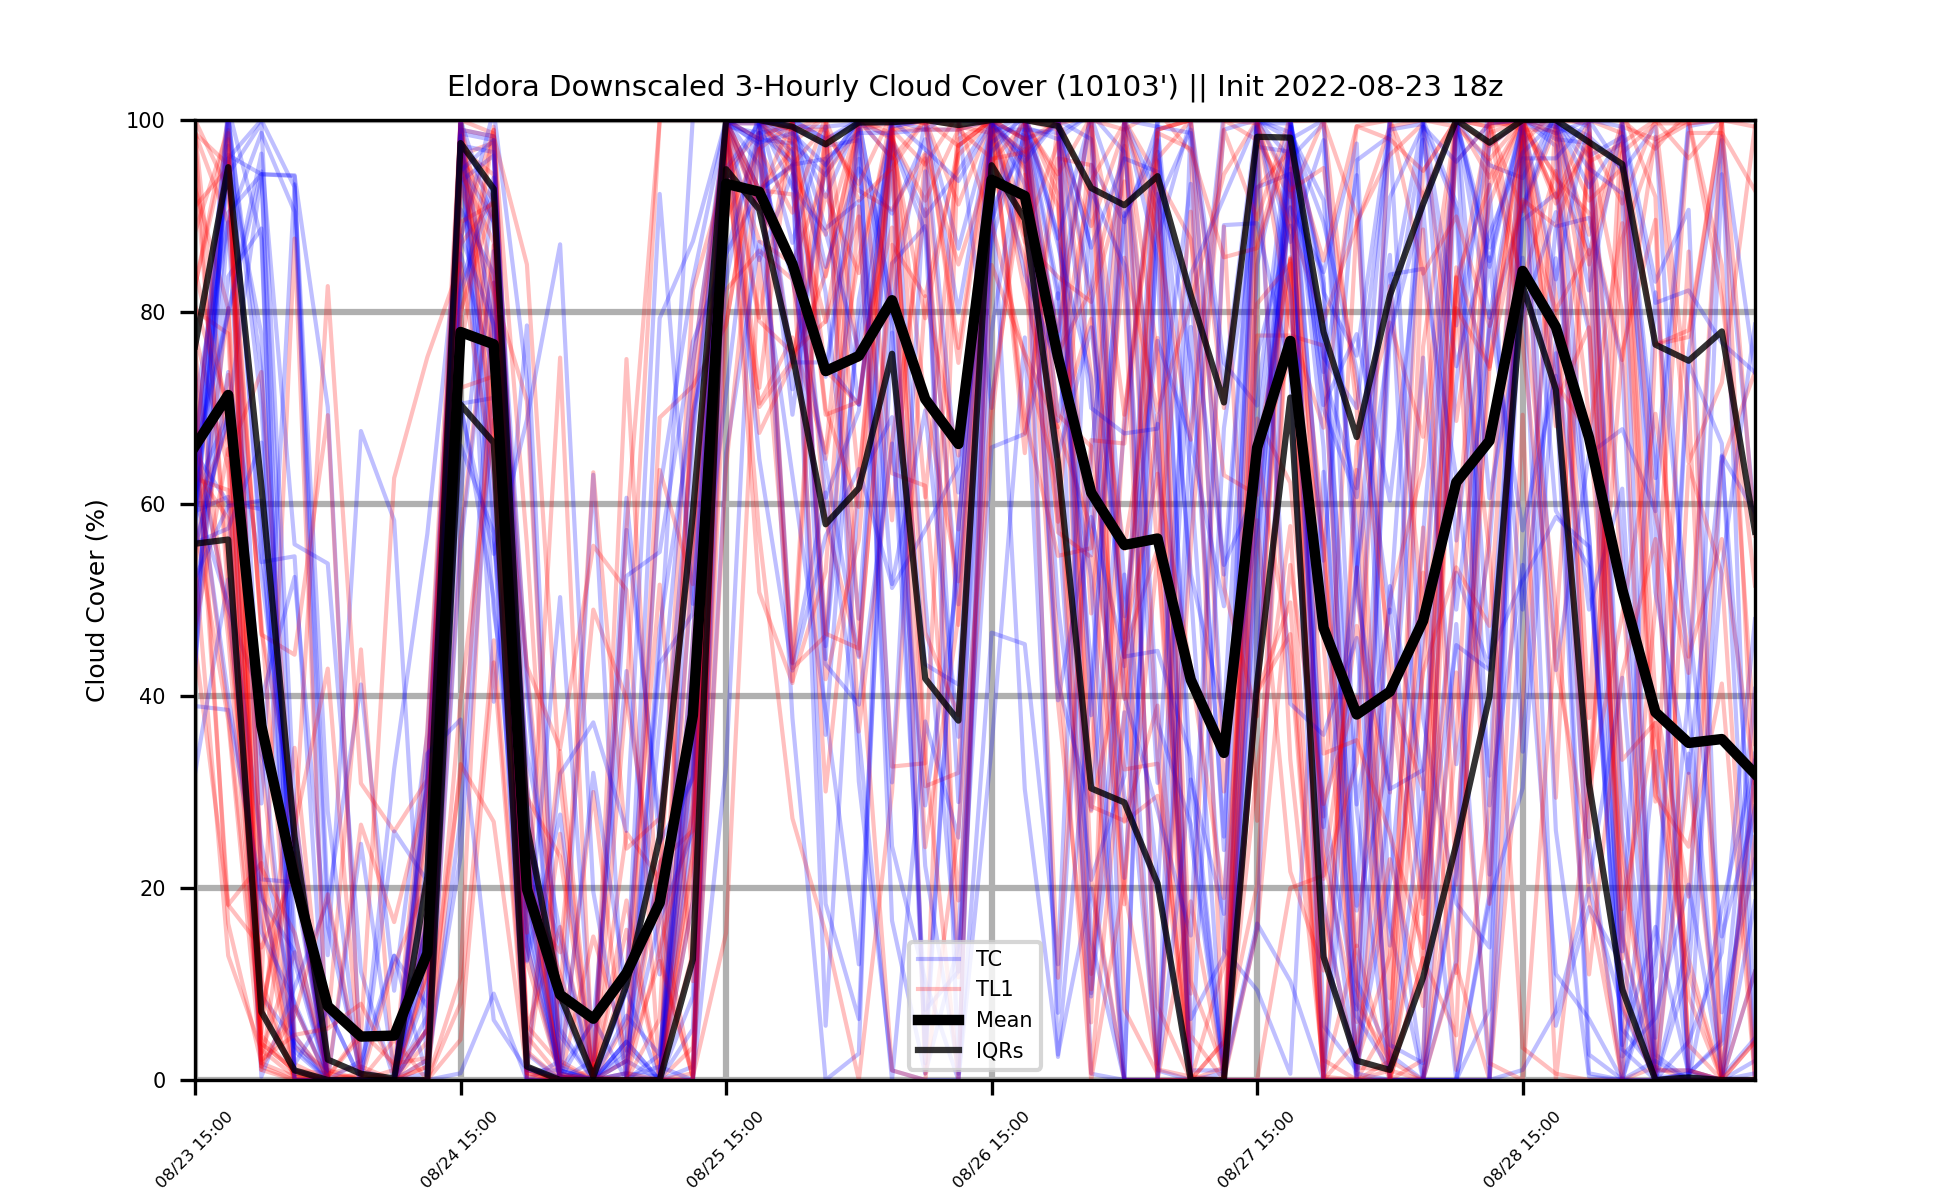 Eldora Downscaled 3-Hourly Cloud Cover (10103') || Init 2022-08-23 18z
Cloud Cover (%)
100
80
60
40
20
0
TC
TL1
Mean
IQRs
08/23 15:00
08/24 15:00
08/25 15:00
08/26 15:00
08/27 15:00
08/28 15:00